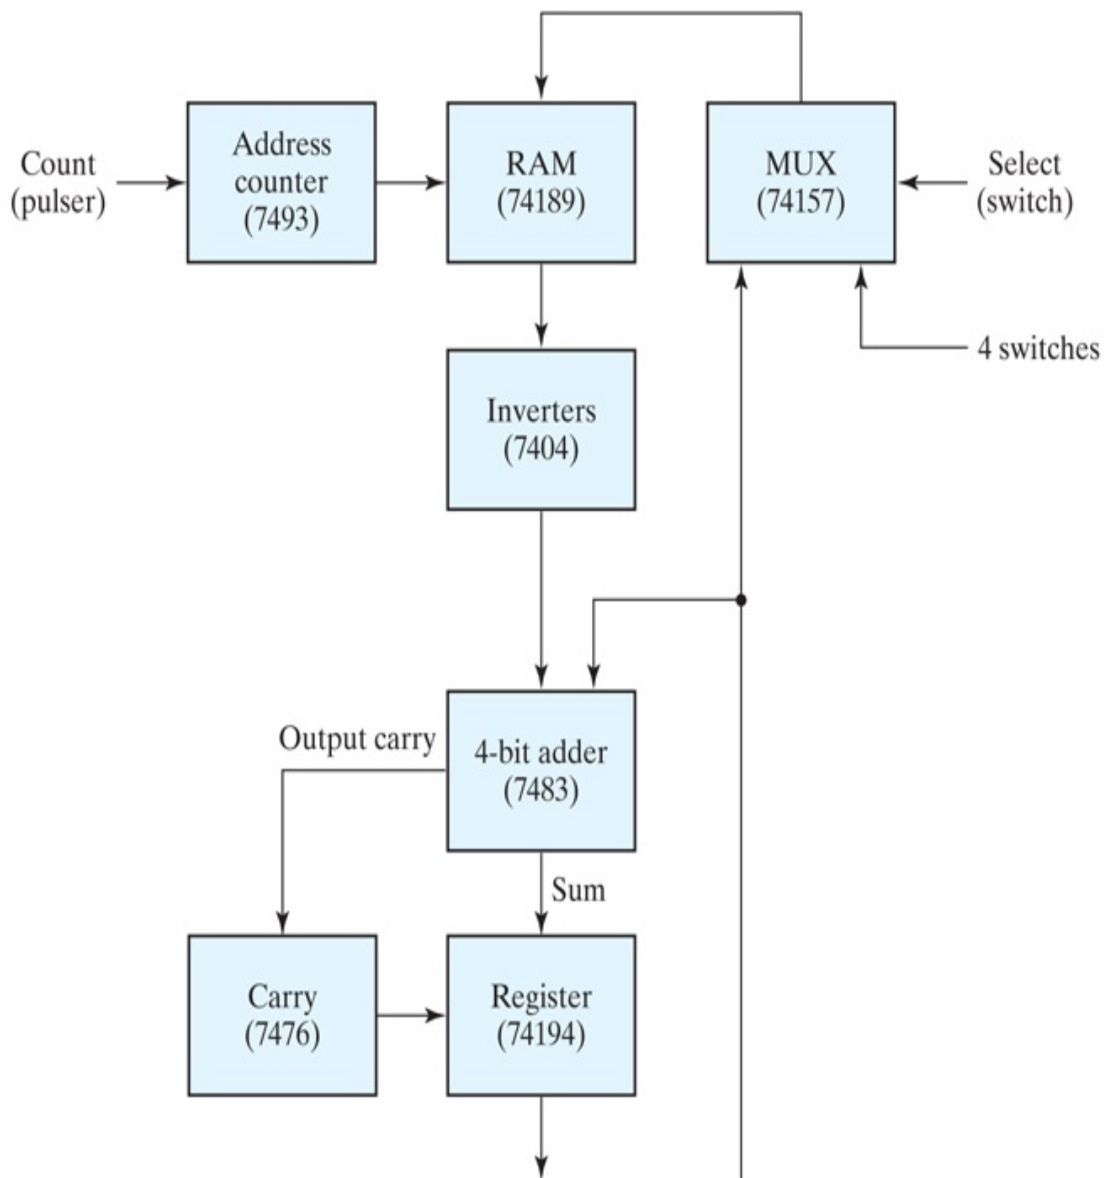 Count
(pulser)
Address
counter
(7493)
RAM
(74189)
MUX
(74157)
Select
(switch)
4 switches
Inverters
(7404)
Output carry
4-bit adder
(7483)
Sum
Carry
(7476)
Register
(74194)